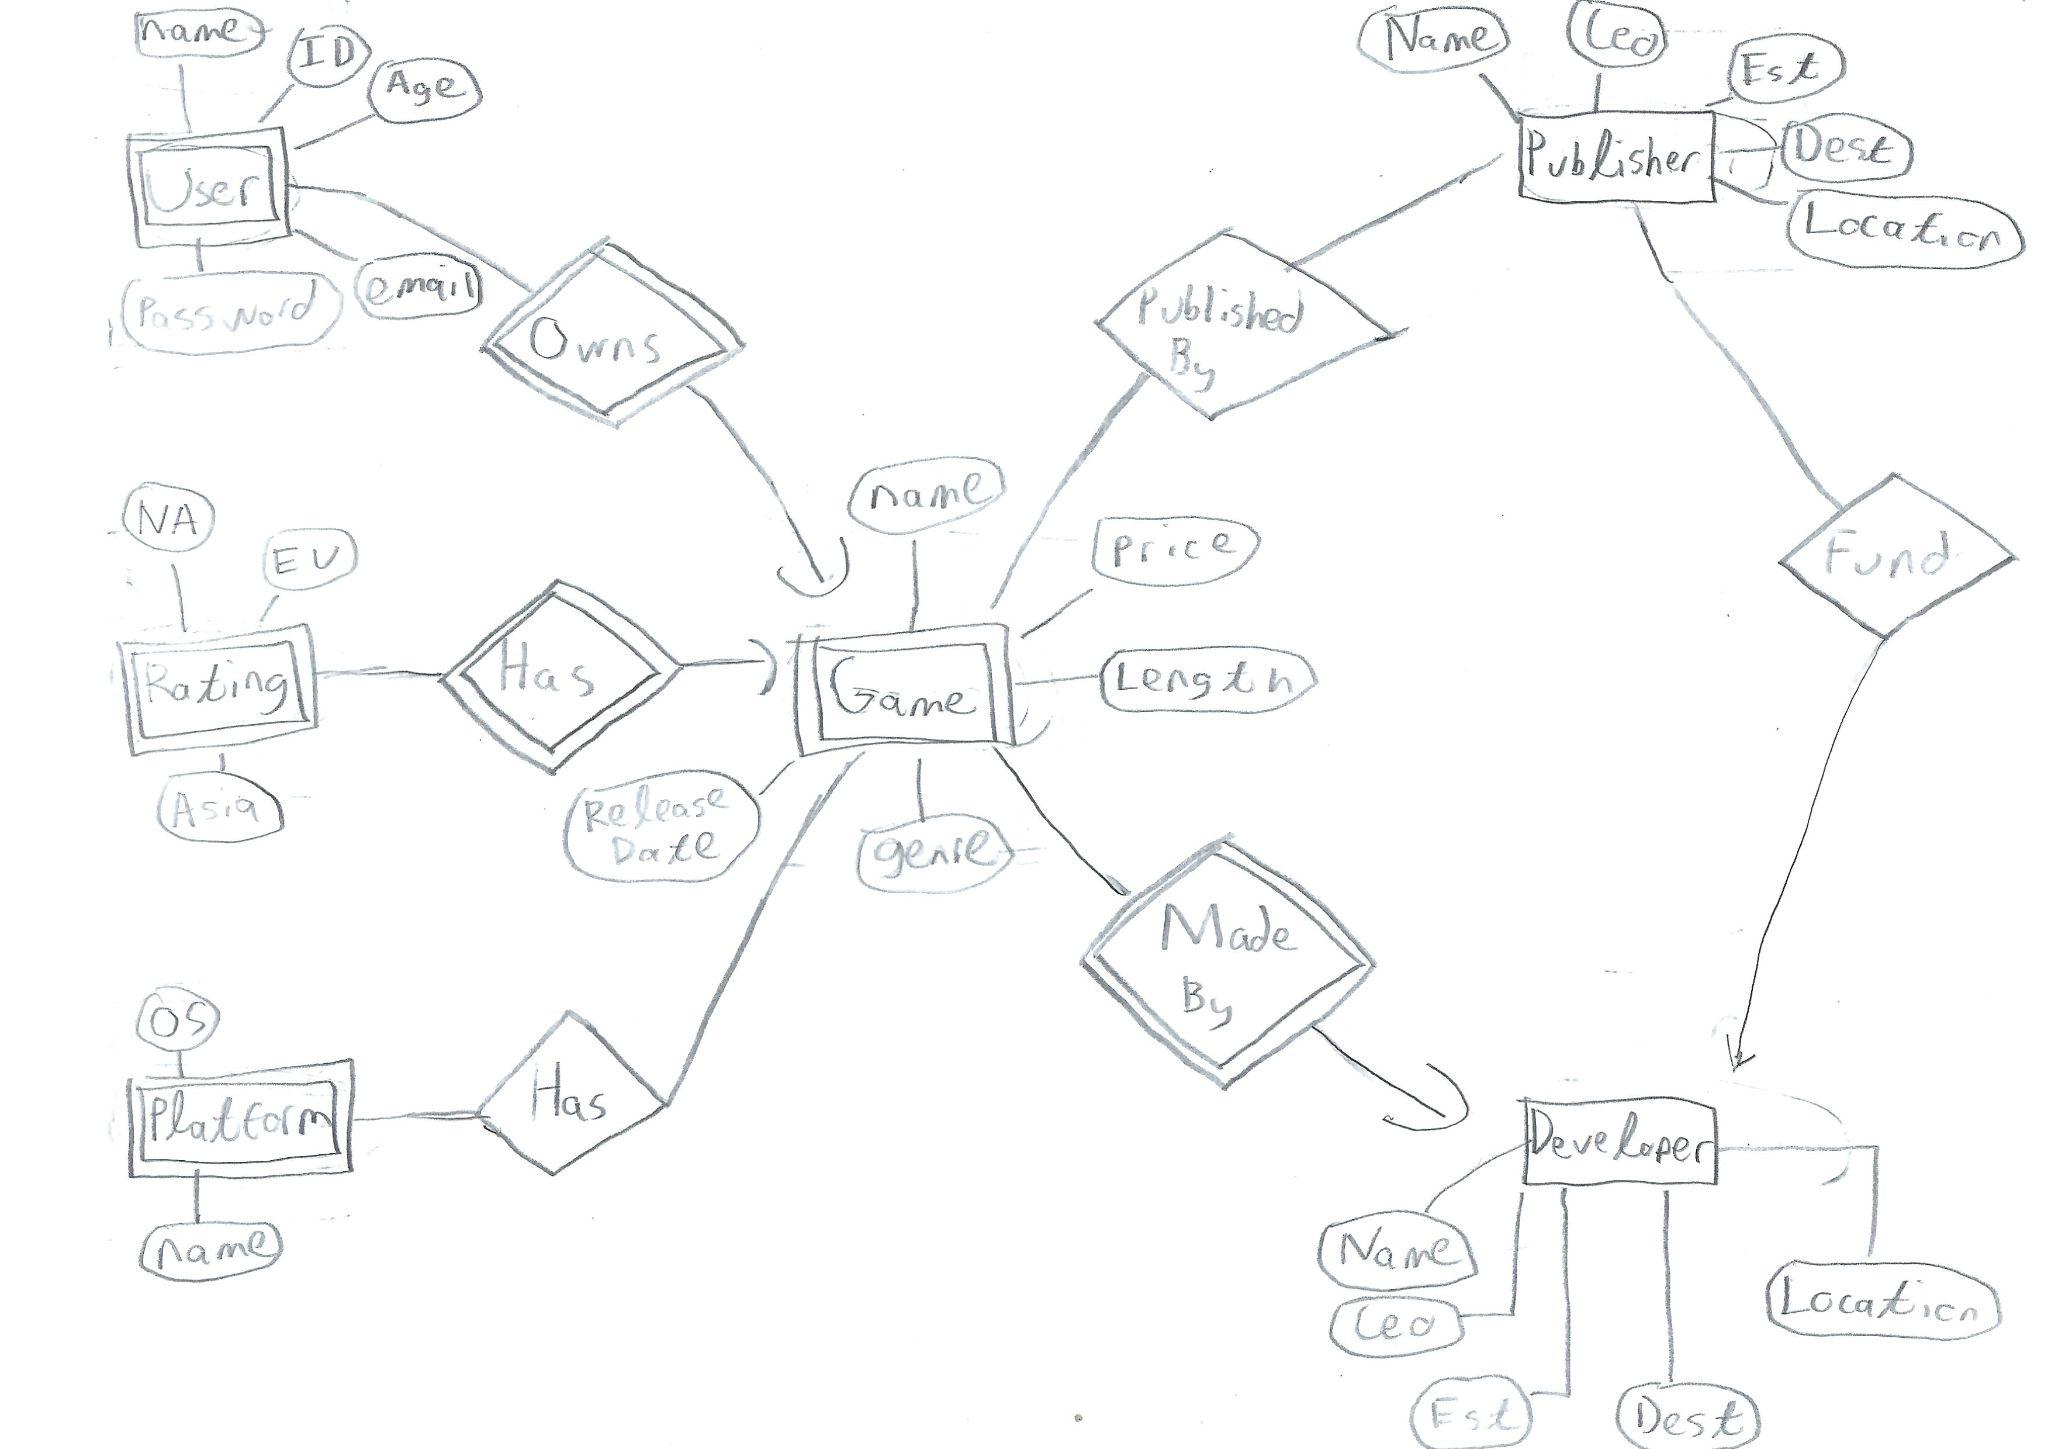 name
ID
Age
User
Password
email
Owns
Name
Ceo
Est
Dest
Location
Publisher
Published
By
Fund
NA
EU
Rating
Asia
Has
name
price
Length
Game
Release
Date
genre
Made
By
OS
Platform
name
Has
Developer
Name
Ceo
Est
Dest
Location